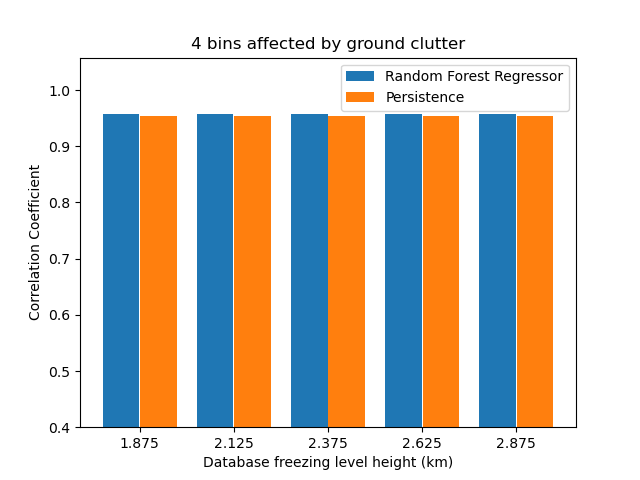 4 bins affected by ground clutter
Random Forest Regressor
Persistence
1.0
0.9
0.8
0.7
0.6
0.5
0.4
Correlation Coefficient
1.875 2.125 2.375 2.625 2.875
Database freezing level height (km)